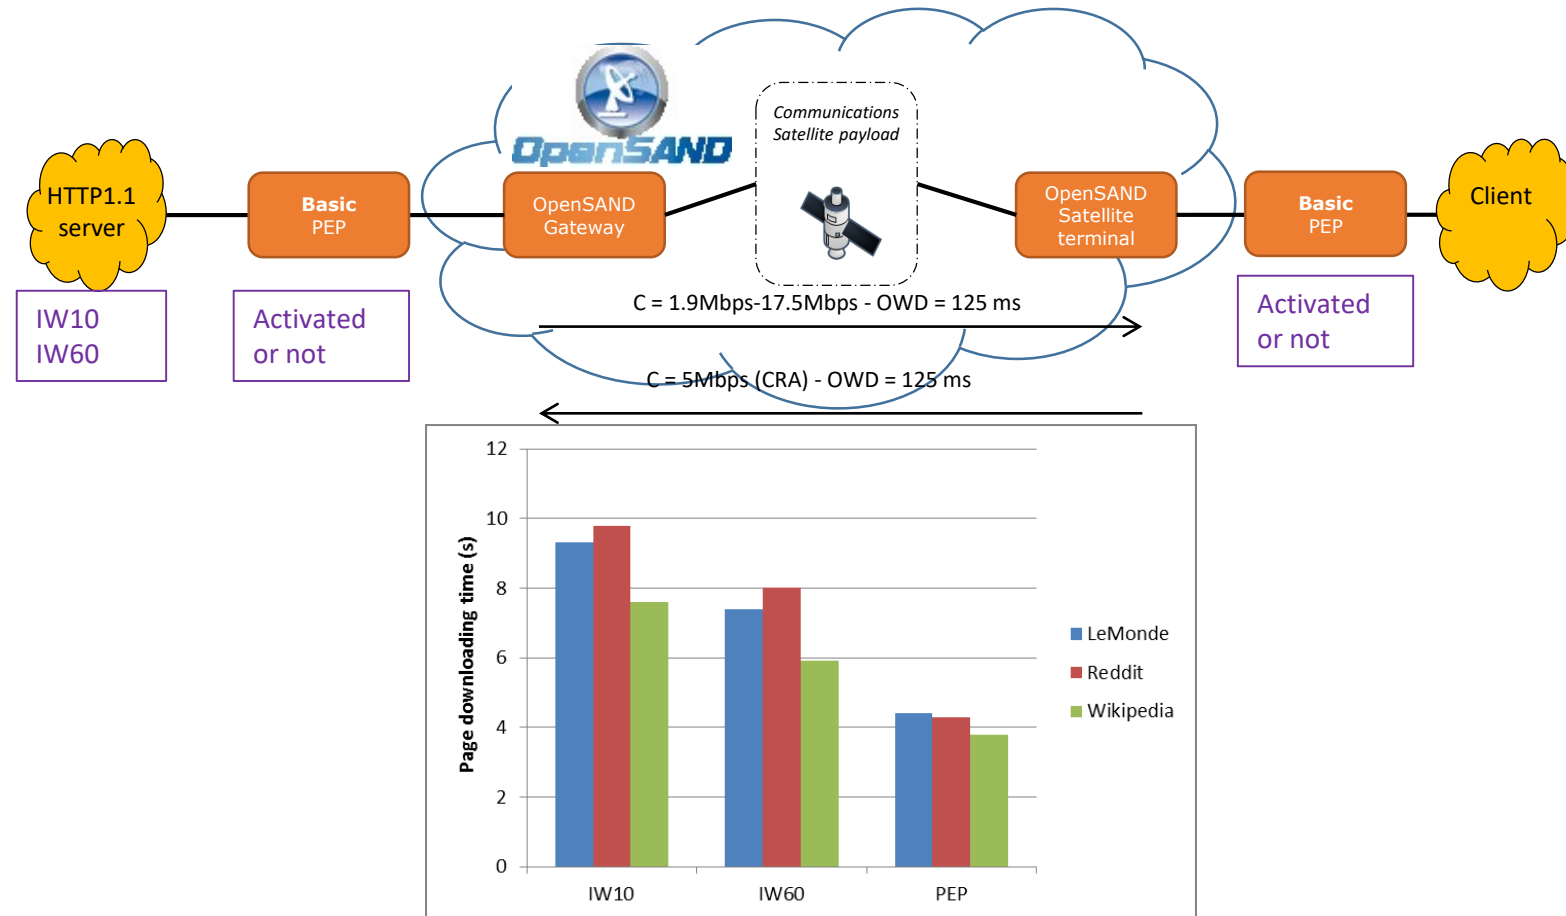 Communications
Satellite payload
OpenSAND
HTTP1.1
server
Basic
PEP
OpenSAND
Gateway
OpenSAND
Satellite
terminal
Basic
PEP
Client
IW10
IW60
Activated
or not
C = 1.9Mbps-17.5Mbps - OWD = 125 ms
Activated
or not
C = 5Mbps (CRA) - OWD = 125 ms
Page downloading time (s)
12
10
8
6
4
2
0
IW10
IW60
PEP
LeMonde
Reddit
Wikipedia